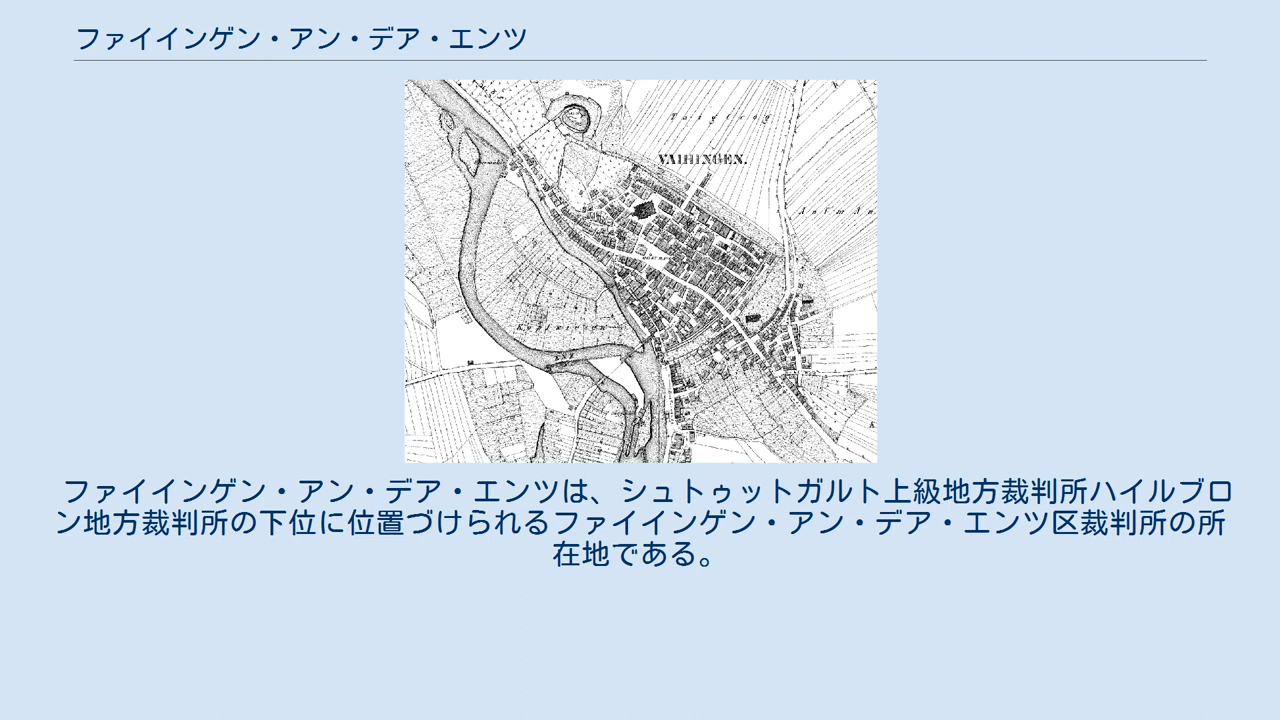 ファイインゲン・アン・デア・エンツ
VAIHINGEN.
ファイインゲン・アン・デア・エンツは、シュトゥットガルト上級地方裁判所ハイルブロ
ン地方裁判所の下位に位置づけられるファイインゲン・アン・デア・エンツ区裁判所の所
在地である。